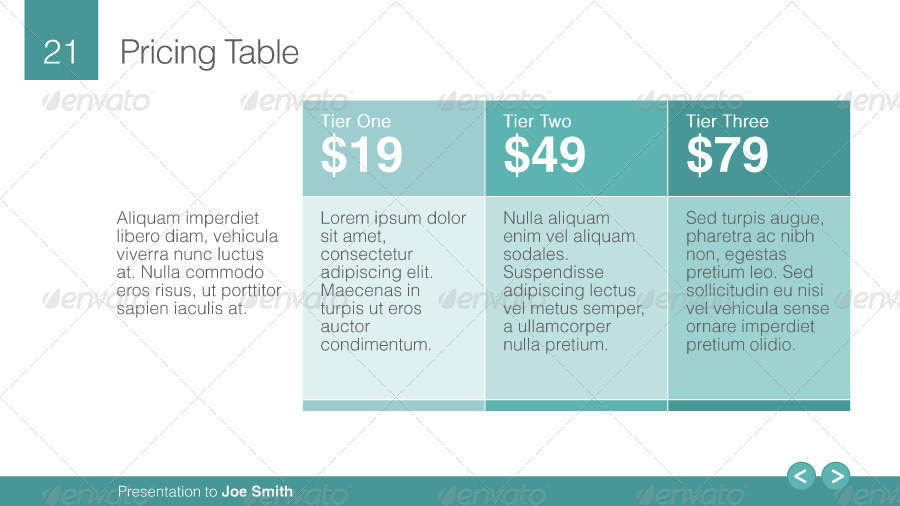 21
Pricing Table
Tier One
$19
Tier Two
$49
Tier Three
$79
Aliquam imperdiet
libero diam, vehicula
viverra nunc luctus
at. Nulla commodo
eros risus, ut porttitor
sapien iaculis at.
Lorem ipsum dolor
sit amet,
consectetur
adipiscing elit.
Maecenas in
turpis ut eros
auctor
condimentum.
Nulla aliquam
enim vel aliquam
sodales.
Suspendisse
adipiscing lectus
vel metus semper,
a ullamcorper
nulla pretium.
Sed turpis augue,
pharetra ac nibh
non, egestas
pretium leo. Sed
sollicitudin eu nisi
vel vehicula sense
ornare imperdiet
pretium olidio.
Presentation to Joe Smith
envato